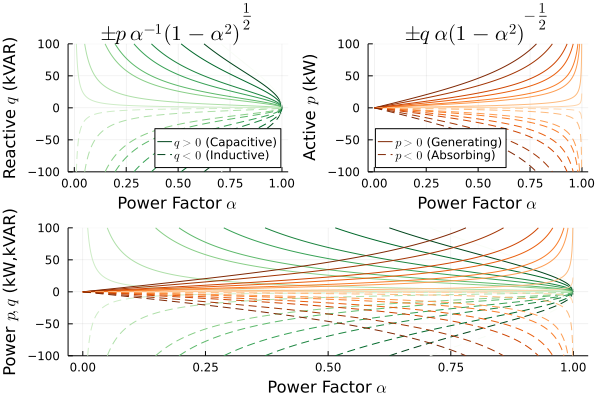 ±p α⁻¹(1 − α²)^½
Reactive q (kVAR)
100
50
0
−50
−100
q > 0 (Capacitive)
q < 0 (Inductive)
0.00 0.25 0.50 0.75 1.00
Power Factor α
±q α(1 − α²)^−½
Active p (kW)
100
50
0
−50
−100
p > 0 (Generating)
p < 0 (Absorbing)
0.00 0.25 0.50 0.75 1.00
Power Factor α
Power p,q (kW,kVAR)
100
50
0
−50
−100
0.00 0.25 0.50 0.75 1.00
Power Factor α